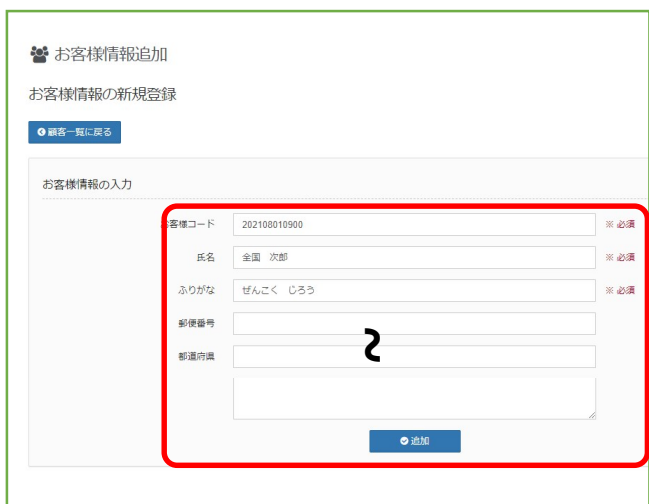 お客様情報追加
お客様情報の新規登録
顧客一覧に戻る
お客様情報の入力
お客様コード 202108010900 ※ 必須
氏名 全国 次郎 ※ 必須
ふりがな ぜんこく じろう ※ 必須
郵便番号
都道府県
〜
追加